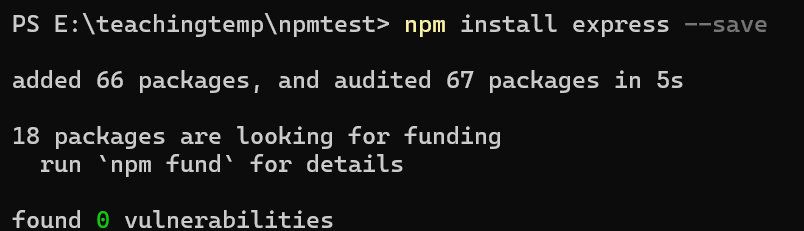 PS E:\teachingtemp\npmtest> npm install express --save
added 66 packages, and audited 67 packages in 5s
18 packages are looking for funding
run `npm fund` for details
found 0 vulnerabilities